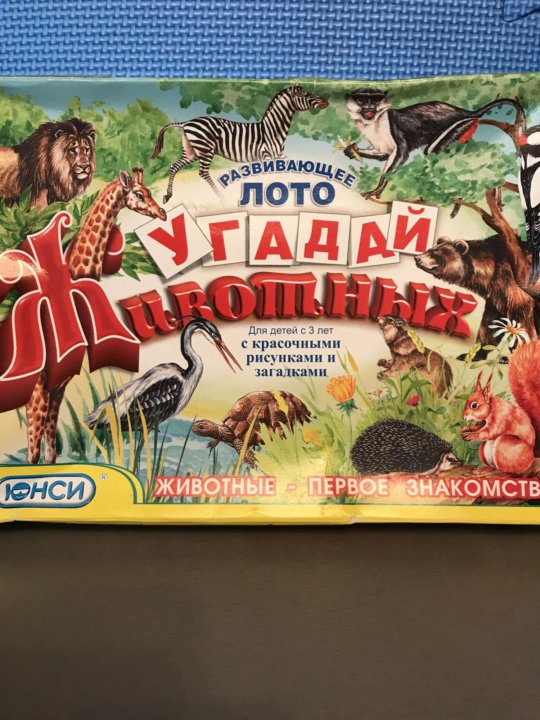 РАЗВИВАЮЩЕЕ
ЛОТО
УГАДАЙ
Животных
Для детей с 3 лет
с красочными
рисунками и
загадками
ЮНСИ®
ЖИВОТНЫЕ - ПЕРВОЕ ЗНАКОМСТВ